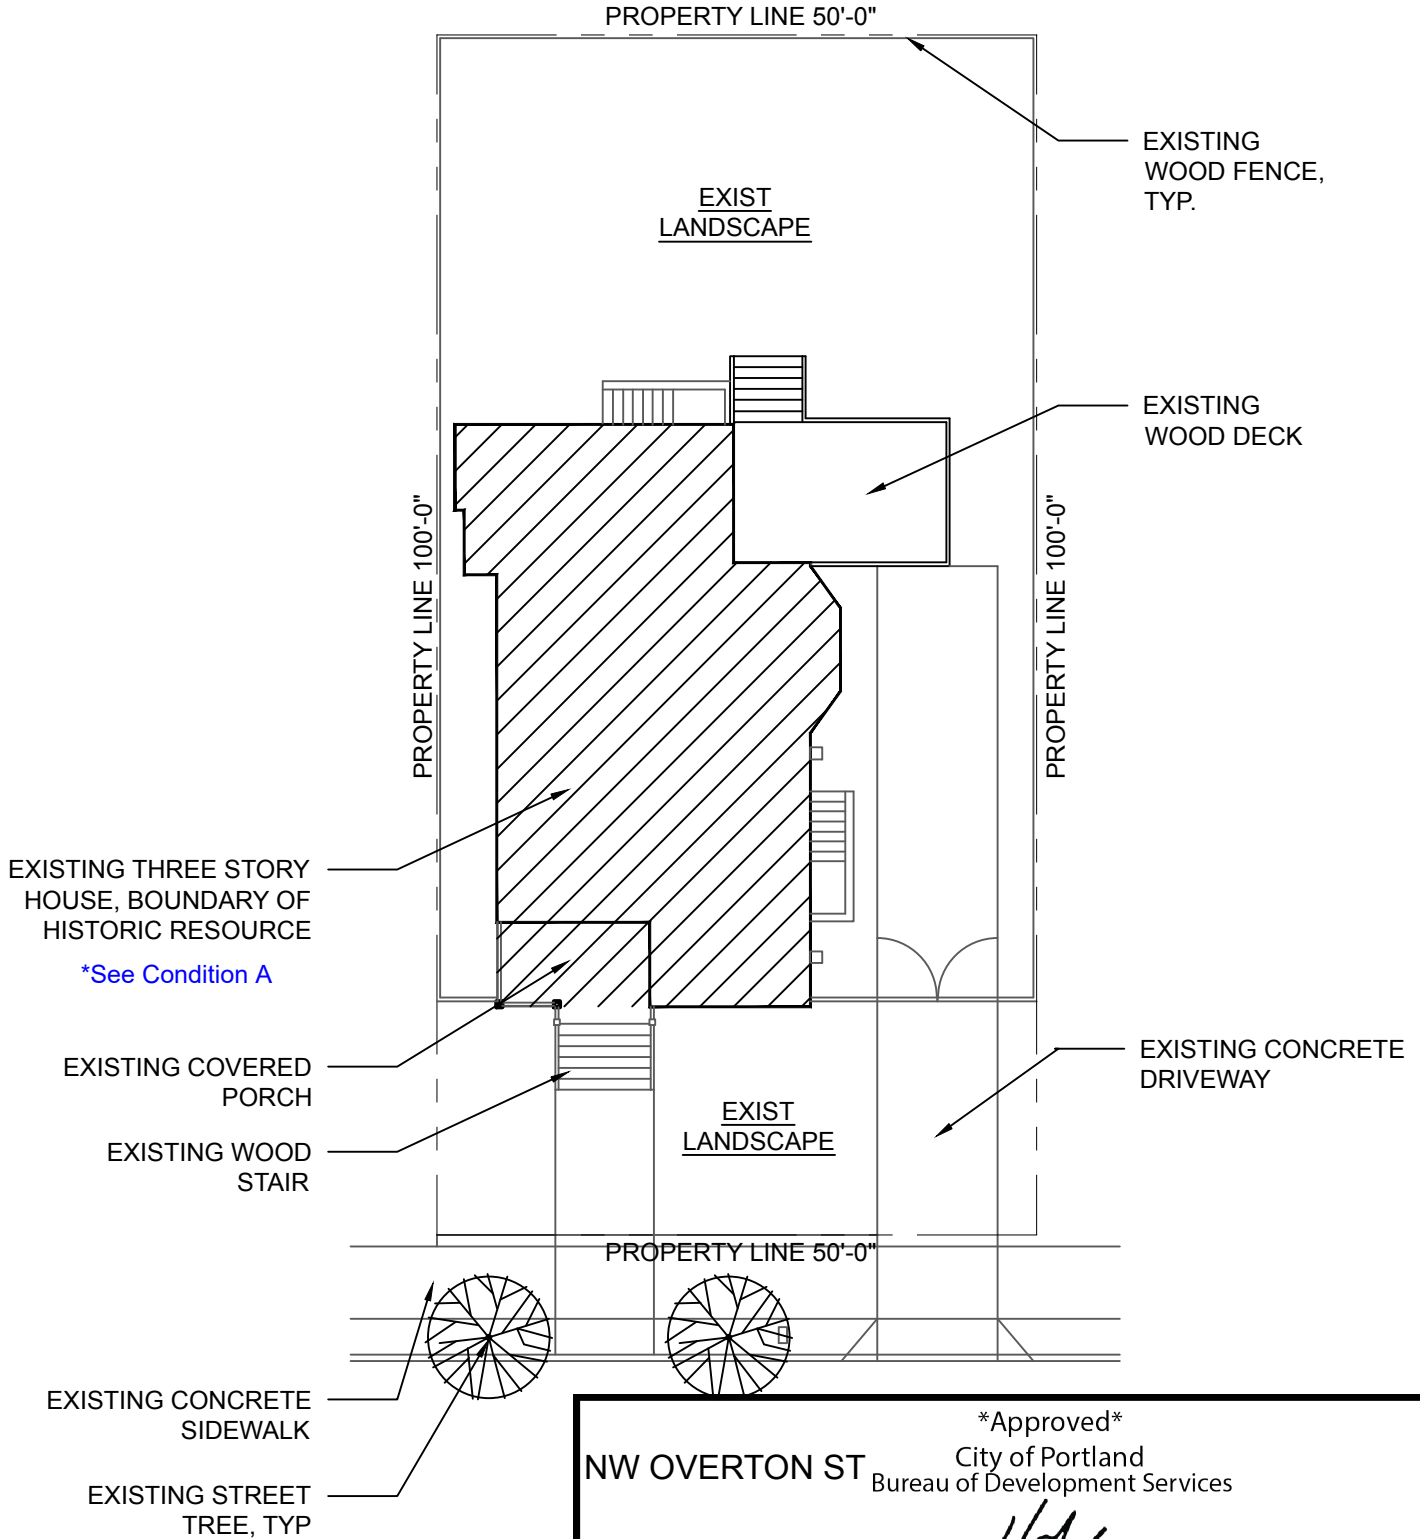 PROPERTY LINE 50'-0"
EXISTING
WOOD FENCE,
TYP.
EXIST
LANDSCAPE
EXISTING
WOOD DECK
PROPERTY LINE 100'-0"
PROPERTY LINE 100'-0"
EXISTING THREE STORY
HOUSE, BOUNDARY OF
HISTORIC RESOURCE
*See Condition A
EXISTING COVERED
PORCH
EXISTING CONCRETE
DRIVEWAY
EXIST
LANDSCAPE
EXISTING WOOD
STAIR
PROPERTY LINE 50'-0"
EXISTING CONCRETE
SIDEWALK
EXISTING STREET
TREE, TYP
NW OVERTON ST
*Approved*
City of Portland
Bureau of Development Services